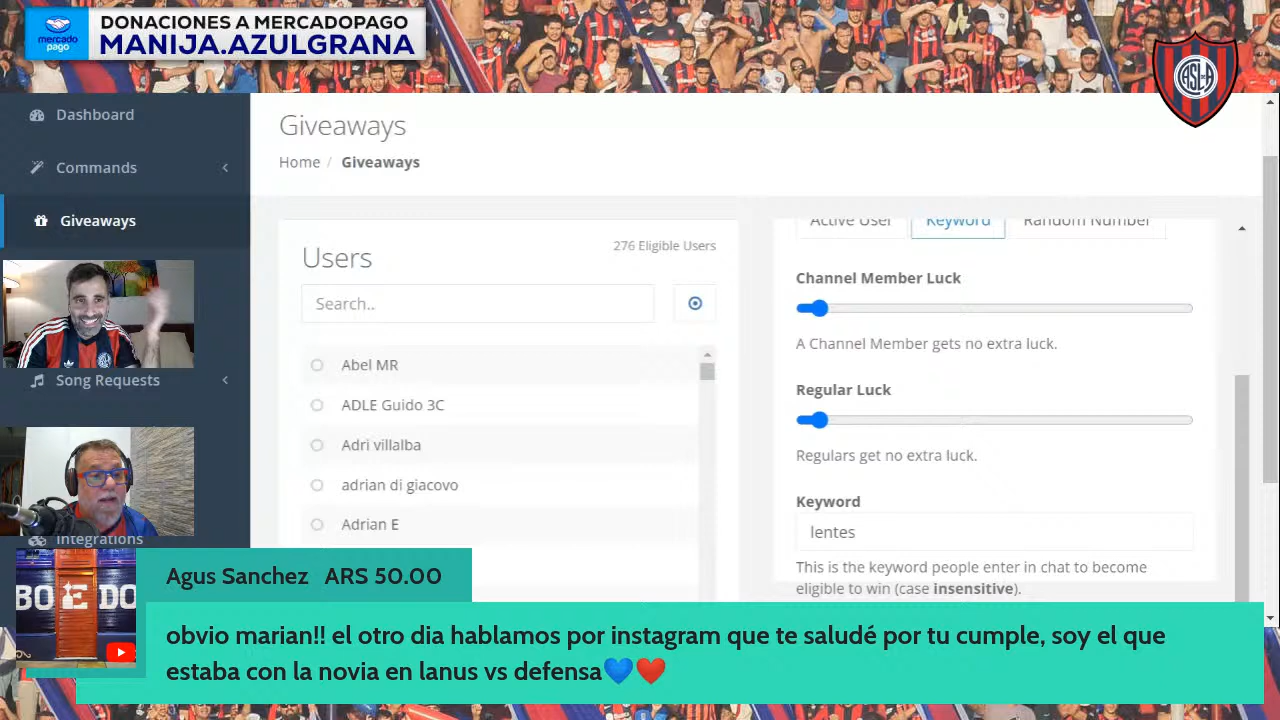 DONACIONES A MERCADOPAGO
MANIJA.AZULGRANA
mercado
pago
CASLA
Dashboard
Commands
Giveaways
Song Requests
Integrations
Giveaways
Home / Giveaways
Users
276 Eligible Users
Search..
Abel MR
ADLE Guido 3C
Adri villalba
adrian di giacovo
Adrian E
Active User
Keyword
Random Number
Channel Member Luck
A Channel Member gets no extra luck.
Regular Luck
Regulars get no extra luck.
Keyword
lentes
This is the keyword people enter in chat to become
eligible to win (case insensitive).
BOEDO
Agus Sanchez ARS 50.00
obvio marian!! el otro dia hablamos por instagram que te saludé por tu cumple, soy el que
estaba con la novia en lanus vs defensa💙❤️